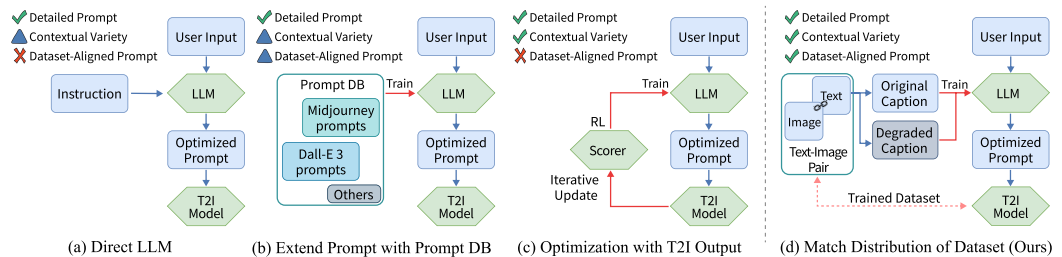 Detailed Prompt
Contextual Variety
Dataset-Aligned Prompt
User Input
Instruction
LLM
Optimized
Prompt
T2I
Model
(a) Direct LLM
Detailed Prompt
Contextual Variety
Dataset-Aligned Prompt
User Input
Prompt DB
Midjourney
prompts
Dall-E 3
prompts
Others
Train
LLM
Optimized
Prompt
T2I
Model
(b) Extend Prompt with Prompt DB
Detailed Prompt
Contextual Variety
Dataset-Aligned Prompt
User Input
Train
LLM
RL
Scorer
Iterative
Update
Optimized
Prompt
T2I
Model
(c) Optimization with T2I Output
Detailed Prompt
Contextual Variety
Dataset-Aligned Prompt
User Input
Text
Image
Text-Image
Pair
Original
Caption
Degraded
Caption
Train
LLM
Optimized
Prompt
Trained Dataset
T2I
Model
(d) Match Distribution of Dataset (Ours)